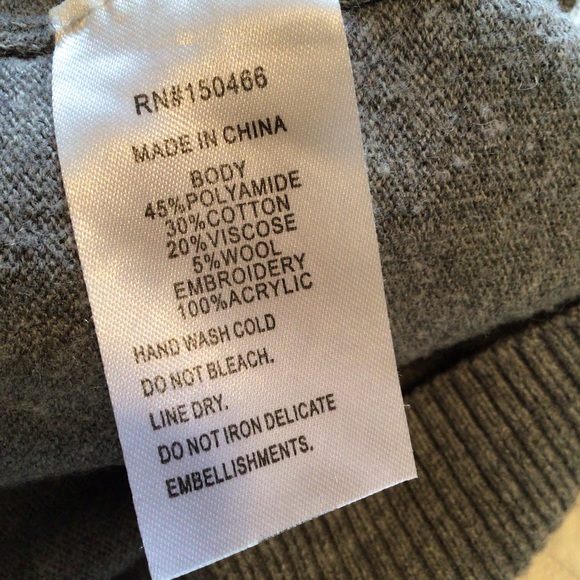 RN#150466
MADE IN CHINA
BODY
45%POLYAMIDE
30%COTTON
20%VISCOSE
5%WOOL
EMBROIDERY
100%ACRYLIC
HAND WASH COLD
DO NOT BLEACH.
LINE DRY.
DO NOT IRON DELICATE
EMBELLISHMENTS.